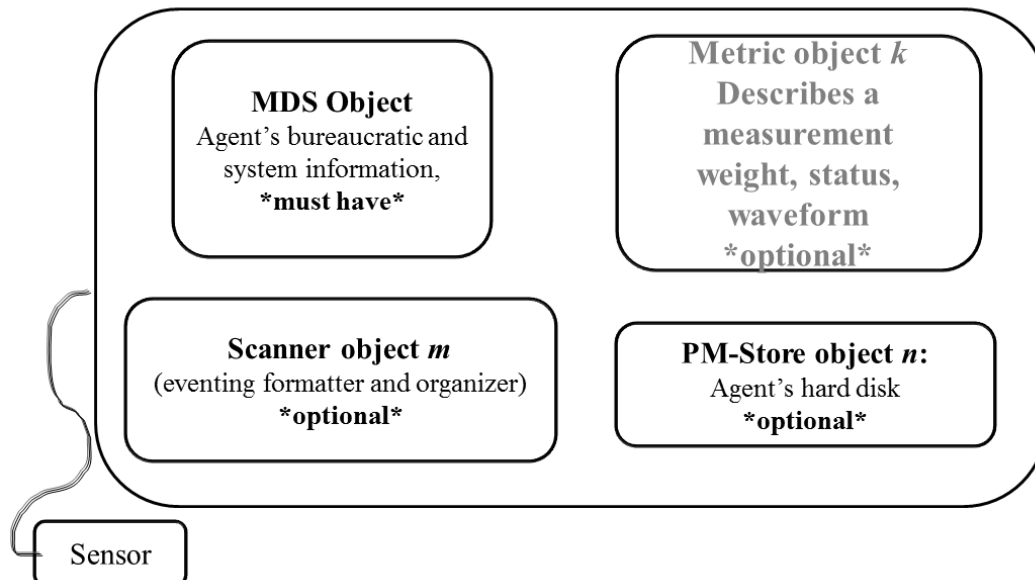 MDS Object
Agent's bureaucratic and
system information,
*must have*
Metric object k
Describes a
measurement
weight, status,
waveform
*optional*
Scanner object m
(eventing formatter and organizer)
*optional*
PM-Store object n:
Agent's hard disk
*optional*
Sensor